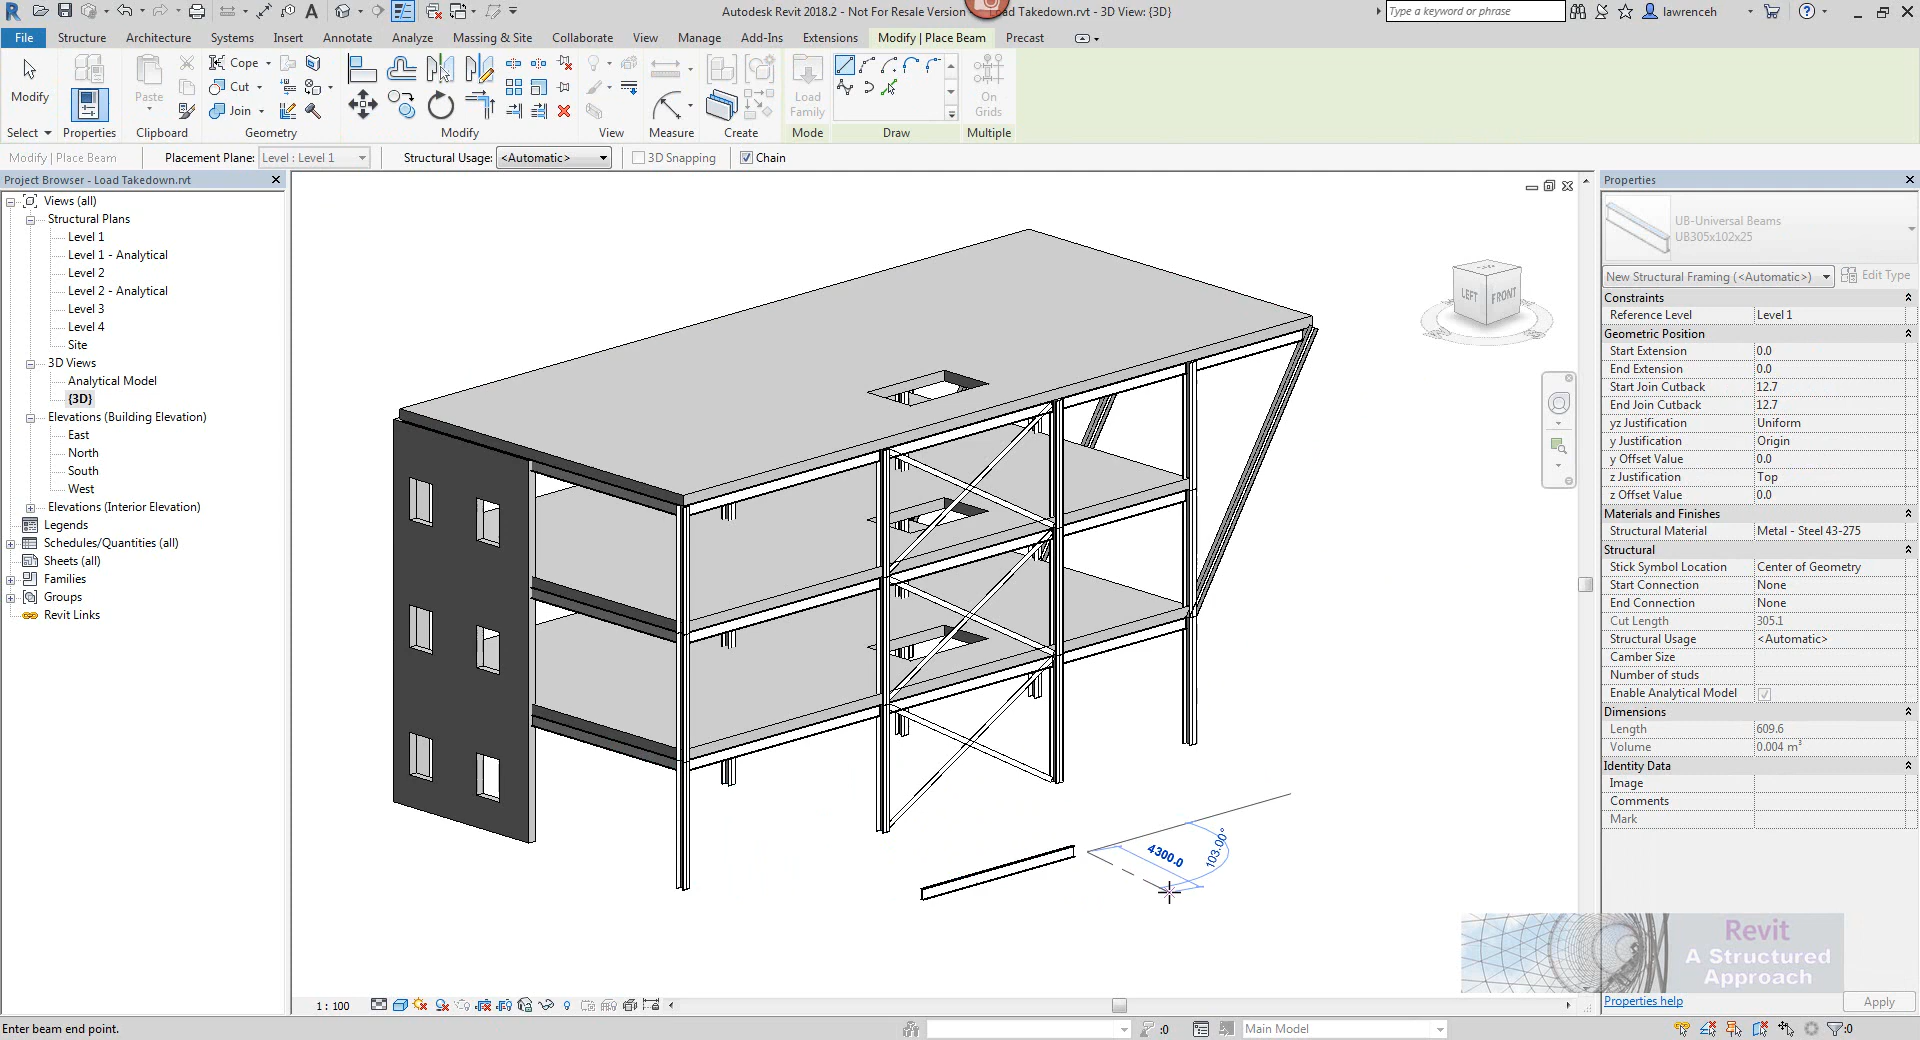 Autodesk Revit 2018.2 - Not For Resale Version
Load Takedown.rvt - 3D View: {3D}
Type a keyword or phrase
lawrenceh
File
Structure
Architecture
Systems
Insert
Annotate
Analyze
Massing & Site
Collaborate
View
Manage
Add-Ins
Extensions
Modify | Place Beam
Precast
Modify
Paste
Cope
Cut
Join
Load
Family
On
Grids
Select
Properties
Clipboard
Geometry
Modify
View
Measure
Create
Mode
Draw
Multiple
Modify | Place Beam
Placement Plane:
Level : Level 1
Structural Usage:
<Automatic>
3D Snapping
Chain
Project Browser - Load Takedown.rvt
Views (all)
Structural Plans
Level 1
Level 1 - Analytical
Level 2
Level 2 - Analytical
Level 3
Level 4
Site
3D Views
Analytical Model
{3D}
Elevations (Building Elevation)
East
North
South
West
Elevations (Interior Elevation)
Legends
Schedules/Quantities (all)
Sheets (all)
Families
Groups
Revit Links
LEFT
FRONT
4300.0
103.00°
Properties
UB-Universal Beams
UB305x102x25
New Structural Framing (<Automatic>)
Edit Type
Constraints
Reference Level Level 1
Geometric Position
Start Extension 0.0
End Extension 0.0
Start Join Cutback 12.7
End Join Cutback 12.7
yz Justification Uniform
y Justification Origin
y Offset Value 0.0
z Justification Top
z Offset Value 0.0
Materials and Finishes
Structural Material Metal - Steel 43-275
Structural
Stick Symbol Location Center of Geometry
Start Connection None
End Connection None
Cut Length 305.1
Structural Usage <Automatic>
Camber Size
Number of studs
Enable Analytical Model
Dimensions
Length 609.6
Volume 0.004 m³
Identity Data
Image
Comments
Mark
Revit
A Structured
Approach
Properties help
Apply
1 : 100
Enter beam end point.
:0
Main Model
:0